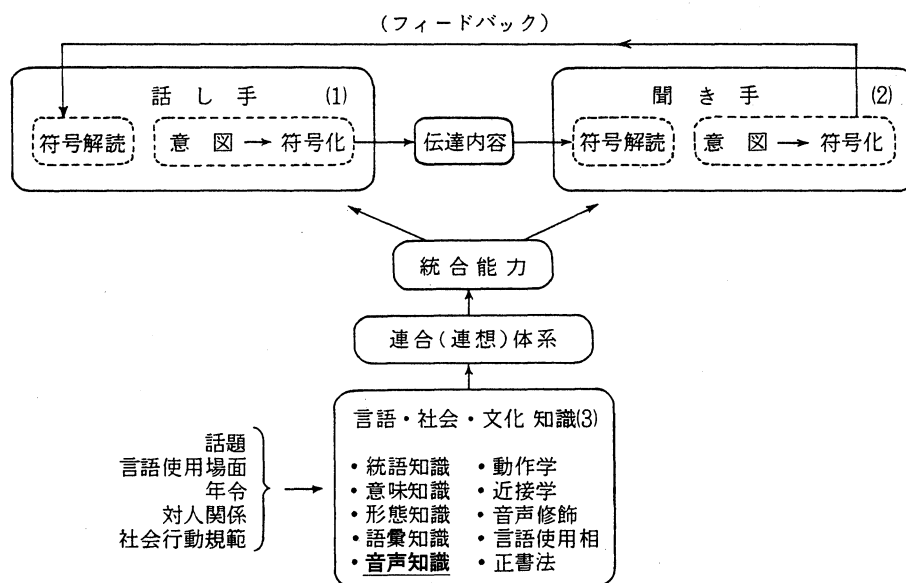 (フィードバック)
話し手 (1)
符号解読 意図 → 符号化
伝達内容
聞き手 (2)
符号解読 意図 → 符号化
統合能力
連合(連想)体系
言語・社会・文化 知識(3)
・統語知識 ・動作学
・意味知識 ・近接学
・形態知識 ・音声修飾
・語彙知識 ・言語使用相
・音声知識 ・正書法
話題
言語使用場面
年令
対人関係
社会行動規範